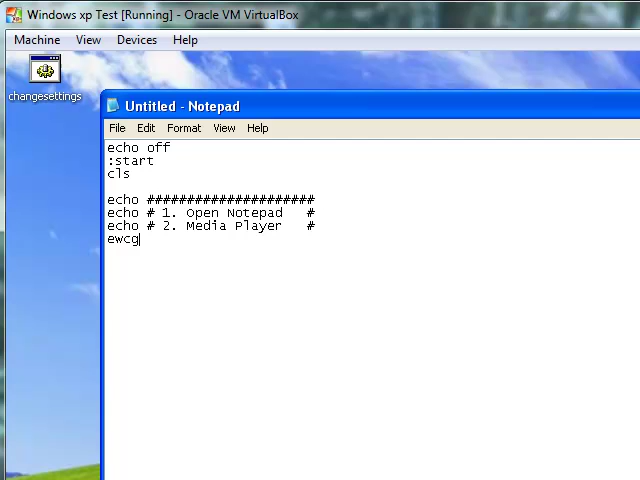 Windows xp Test [Running] - Oracle VM VirtualBox
Machine View Devices Help
changesettings
Untitled - Notepad
File Edit Format View Help
echo off
:start
cls
echo #####################
echo # 1. Open Notepad   #
echo # 2. Media Player   #
ewcg